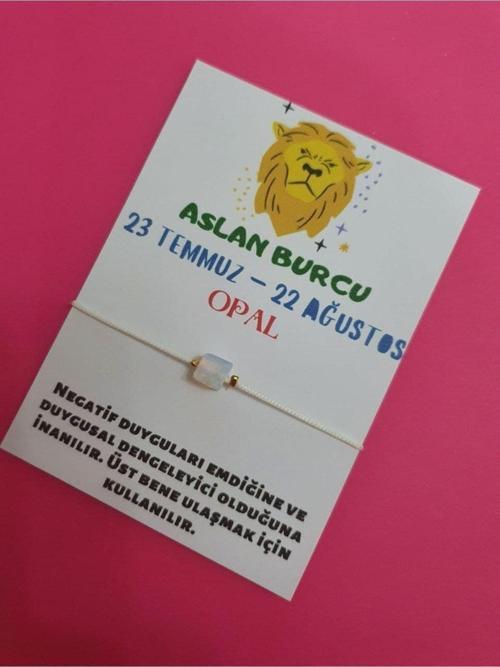 ASLAN BURCU
23 TEMMUZ – 22 AĞUSTOS
OPAL
NEGATİF DUYGULARI EMDİĞİNE VE
DUYGUSAL DENGELEYİCİ OLDUĞUNA
İNANILIR. ÜST BENE ULAŞMAK İÇİN
KULLANILIR.